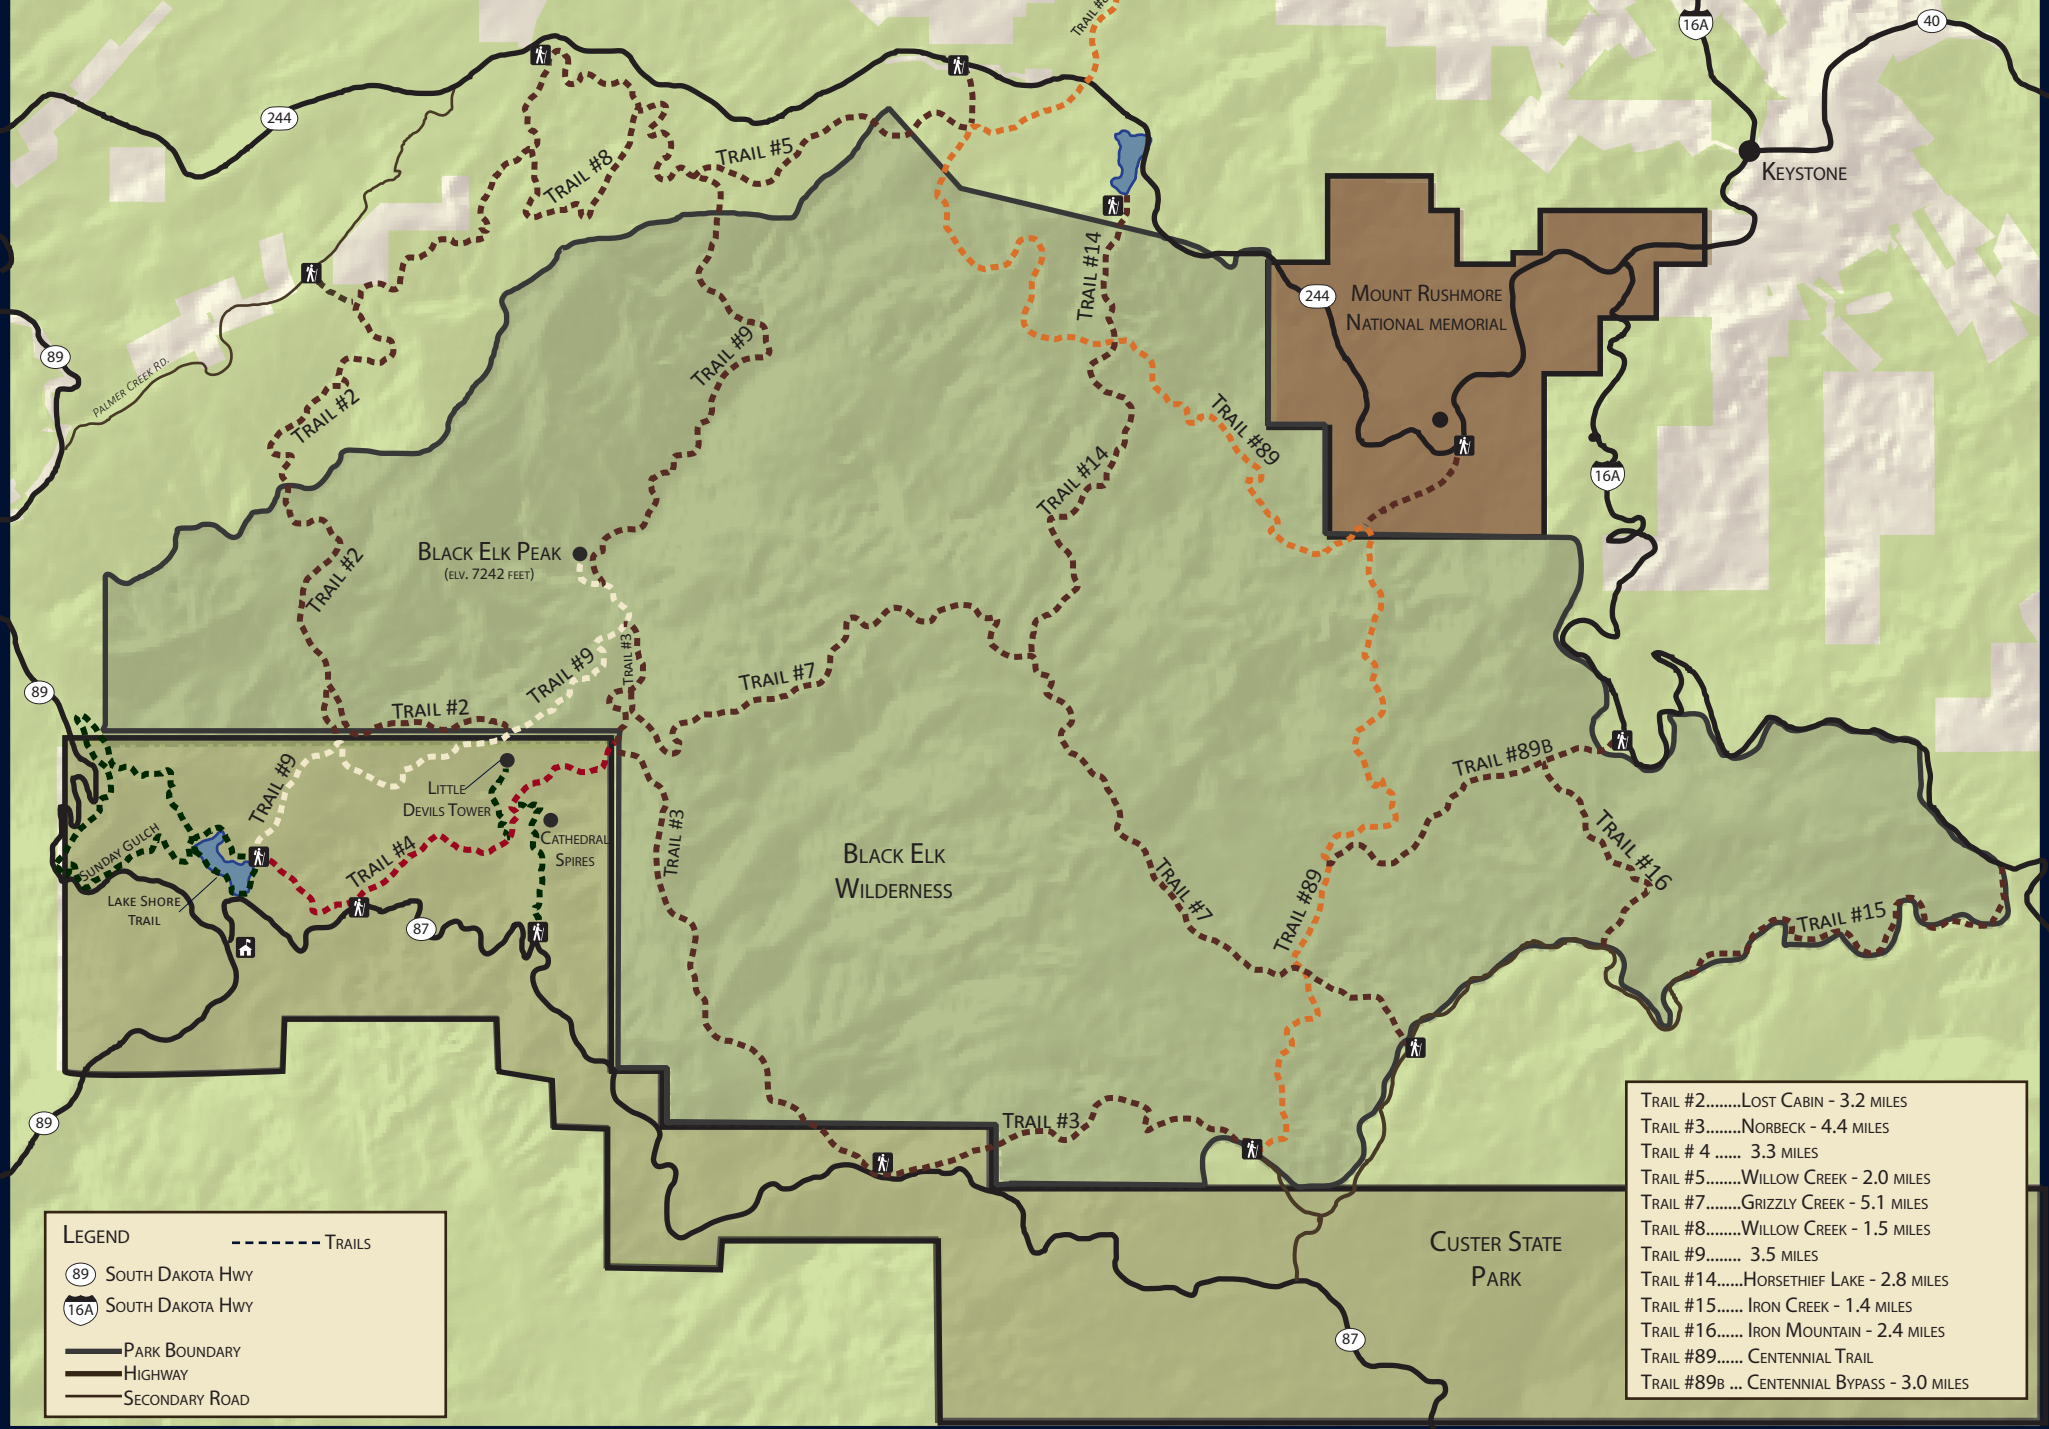 Trail #8
16A
40
244
Trail #5
Trail #8
Keystone
Trail #14
244
Mount Rushmore
National memorial
89
Palmer Creek Rd.
Trail #9
Trail #2
Trail #89
16A
Trail #14
Black Elk Peak
(elv. 7242 feet)
Trail #2
Trail #3
Trail #9
Trail #7
89
Trail #2
Trail #89b
Trail #9
Little
Devils Tower
Cathedral
Spires
Sunday Gulch
Trail #4
Trail #3
Black Elk
Wilderness
Trail #7
Trail #16
Lake Shore
Trail
87
Trail #89
Trail #15
89
Trail #3
Custer State
Park
87
Legend
Trails
89 South Dakota Hwy
16A South Dakota Hwy
Park Boundary
Highway
Secondary Road
Trail #2........Lost Cabin - 3.2 miles
Trail #3........Norbeck - 4.4 miles
Trail # 4 ...... 3.3 miles
Trail #5........Willow Creek - 2.0 miles
Trail #7........Grizzly Creek - 5.1 miles
Trail #8........Willow Creek - 1.5 miles
Trail #9........ 3.5 miles
Trail #14......Horsethief Lake - 2.8 miles
Trail #15...... Iron Creek - 1.4 miles
Trail #16...... Iron Mountain - 2.4 miles
Trail #89...... Centennial Trail
Trail #89b ... Centennial Bypass - 3.0 miles